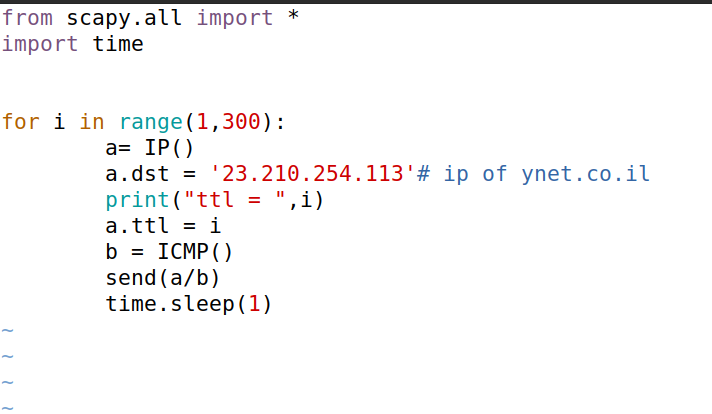 from scapy.all import *
import time
for i in range(1,300):
a= IP()
a.dst = '23.210.254.113'# ip of ynet.co.il
print("ttl = ",i)
a.ttl = i
b = ICMP()
send(a/b)
time.sleep(1)
~
~
~
~